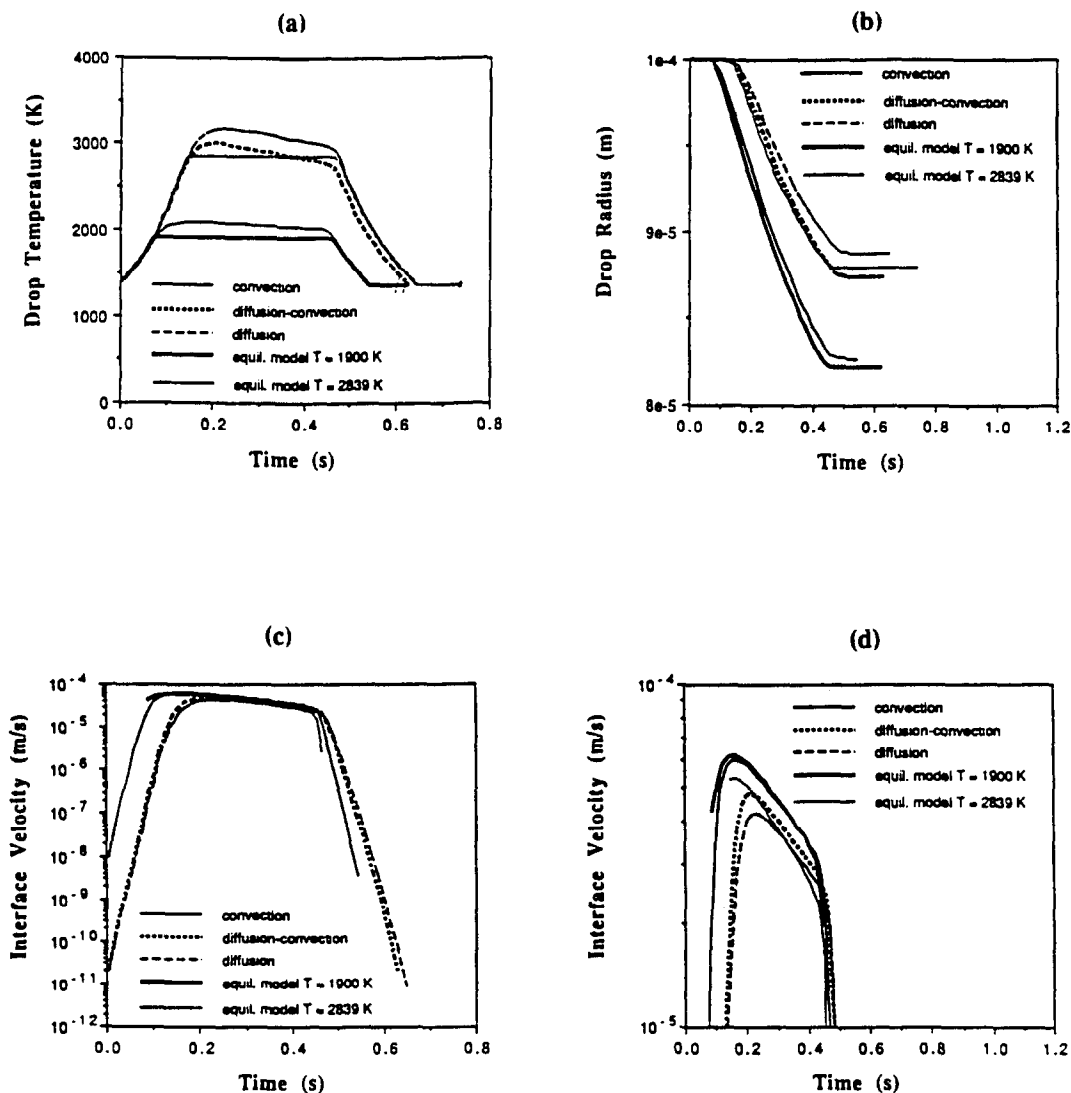 (a)
Drop Temperature (K)
4000
3000
2000
1000
0
convection
diffusion-convection
diffusion
equil. model T = 1900 K
equil. model T = 2839 K
0.0 0.2 0.4 0.6 0.8
Time (s)
(b)
Drop Radius (m)
1e-4
9e-5
8e-5
convection
diffusion-convection
diffusion
equil. model T = 1900 K
equil. model T = 2839 K
0.0 0.2 0.4 0.6 0.8 1.0 1.2
Time (s)
(c)
Interface Velocity (m/s)
10-4
10-5
10-6
10-7
10-8
10-9
10-10
10-11
10-12
convection
diffusion-convection
diffusion
equil. model T = 1900 K
equil. model T = 2839 K
0.0 0.2 0.4 0.6 0.8
Time (s)
(d)
Interface Velocity (m/s)
10-4
10-5
convection
diffusion-convection
diffusion
equil. model T = 1900 K
equil. model T = 2839 K
0.0 0.2 0.4 0.6 0.8 1.0 1.2
Time (s)